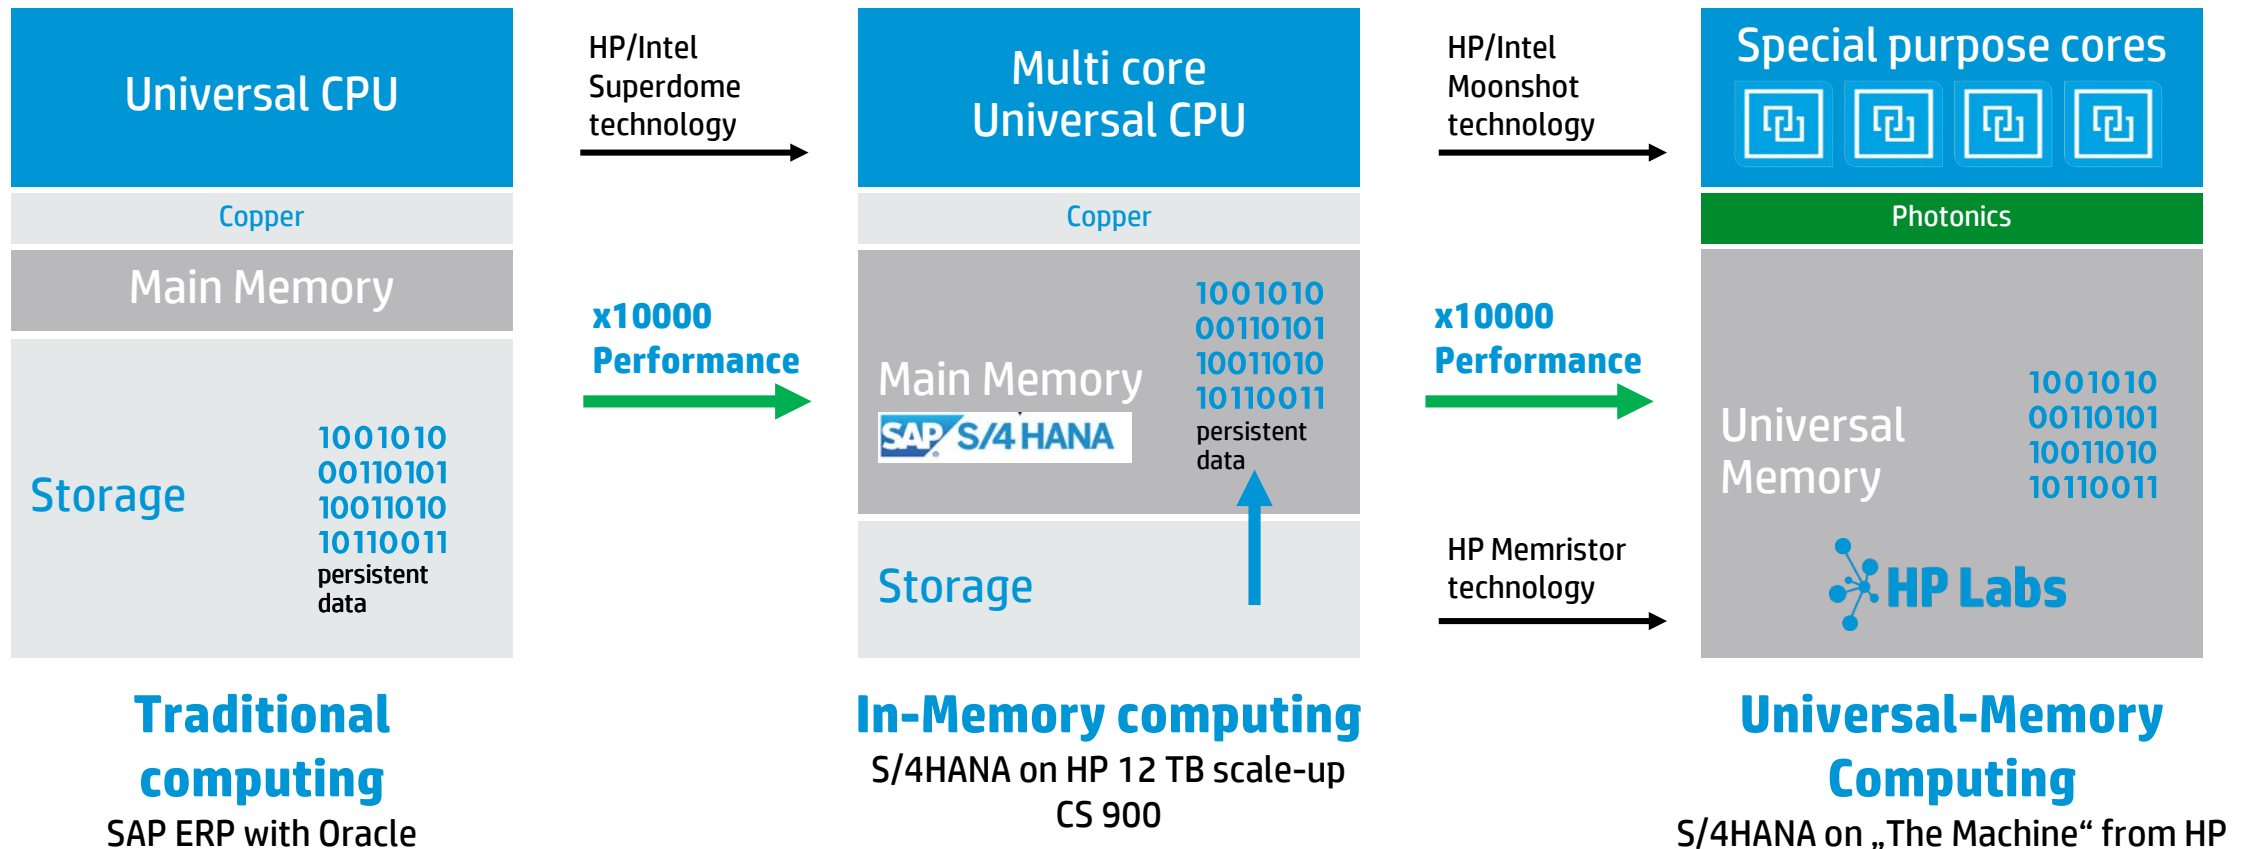 Universal CPU
Copper
Main Memory
Storage
1001010
00110101
10011010
10110011
persistent
data
Traditional
computing
SAP ERP with Oracle
HP/Intel
Superdome
technology
x10000
Performance
Multi core
Universal CPU
Copper
Main Memory
SAP S/4 HANA
1001010
00110101
10011010
10110011
persistent
data
Storage
In-Memory computing
S/4HANA on HP 12 TB scale-up
CS 900
HP/Intel
Moonshot
technology
x10000
Performance
HP Memristor
technology
Special purpose cores
Photonics
Universal
Memory
1001010
00110101
10011010
10110011
HP Labs
Universal-Memory
Computing
S/4HANA on „The Machine“ from HP